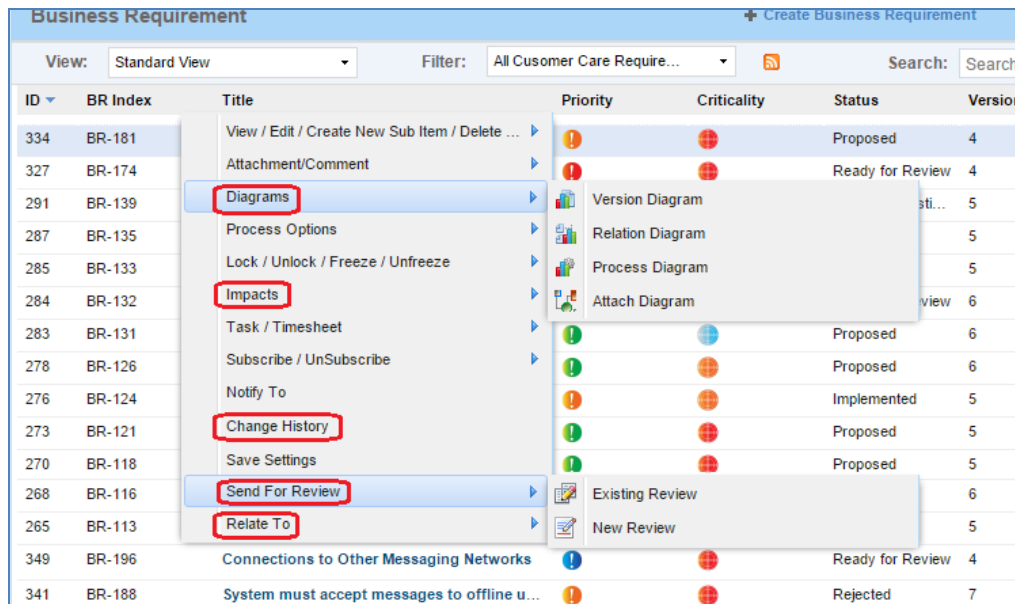 Business Requirement Create Business Requirement
View: Standard View Filter: All Cusomer Care Require... Search: Search
ID BR Index Title Priority Criticality Status Version
334 BR-181 View / Edit / Create New Sub Item / Delete ... Proposed 4
327 BR-174 Attachment/Comment Ready for Review 4
291 BR-139 Diagrams Version Diagram sti... 5
287 BR-135 Process Options Relation Diagram 5
285 BR-133 Lock / Unlock / Freeze / Unfreeze Process Diagram 5
284 BR-132 Impacts Attach Diagram view 6
283 BR-131 Task / Timesheet Proposed 6
278 BR-126 Subscribe / UnSubscribe Proposed 6
276 BR-124 Notify To Implemented 5
273 BR-121 Change History Proposed 5
270 BR-118 Save Settings Proposed 5
268 BR-116 Send For Review Existing Review 6
265 BR-113 Relate To New Review 5
349 BR-196 Connections to Other Messaging Networks Ready for Review 4
341 BR-188 System must accept messages to offline u... Rejected 7